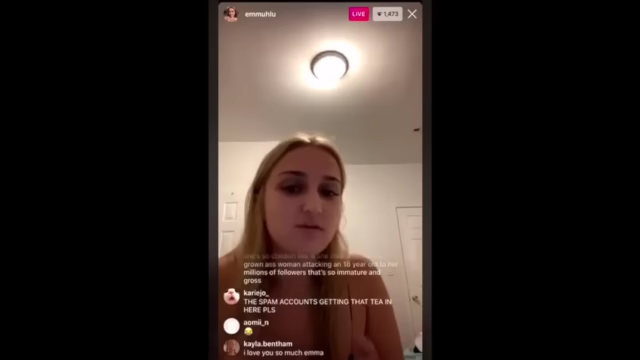 emmuhlu
LIVE
1,473
grown ass woman attacking an 16 year old to her
millions of followers that's so immature and
gross
kariejo_
THE SPAM ACCOUNTS GETTING THAT TEA IN
HERE PLS
aomii_n
😂
kayla.bentham
i love you so much emma